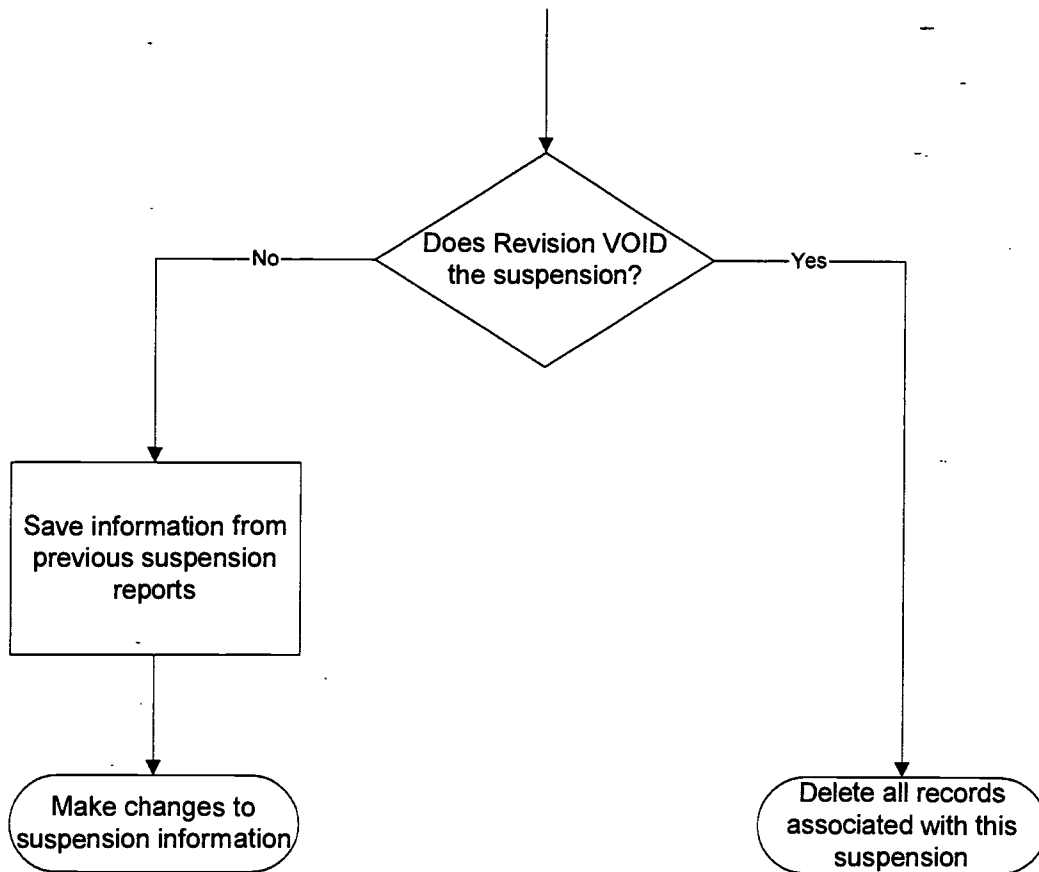 Does Revision VOID
the suspension?
No
Yes
Save information from
previous suspension
reports
Make changes to
suspension information
Delete all records
associated with this
suspension